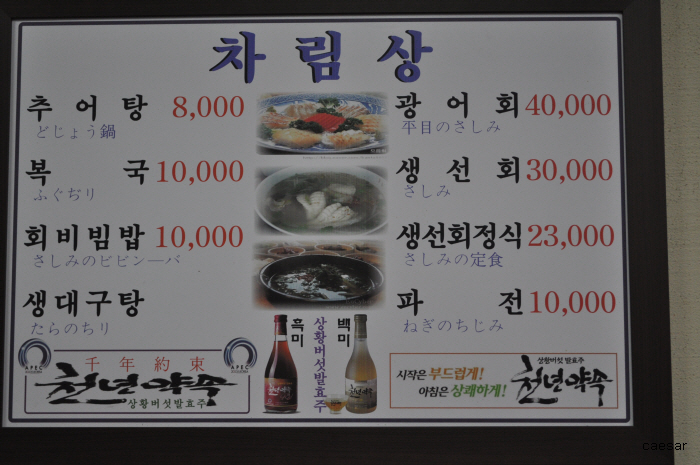 차림상
추어탕 8,000
どじょう鍋
복국 10,000
ふぐぢり
회비빔밥 10,000
さしみのビビンーバ
생대구탕
たらのちり
광어회 40,000
平目のさしみ
생선회 30,000
さしみ
생선회정식 23,000
さしみの定食
파전 10,000
ねぎのちじみ
APEC
千年約束
APEC
천년약속
상황버섯발효주
흑미
상황버섯발효주
백미
시작은 부드럽게!
아침은 상쾌하게!
상황버섯 발효주
천년약속
caesar